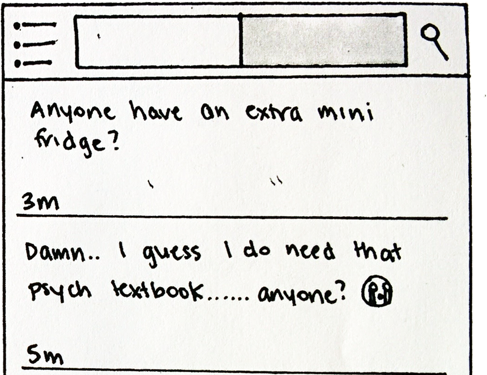 Anyone have an extra mini
fridge?
3m
Damn.. I guess I do need that
psych textbook...... anyone?
5m